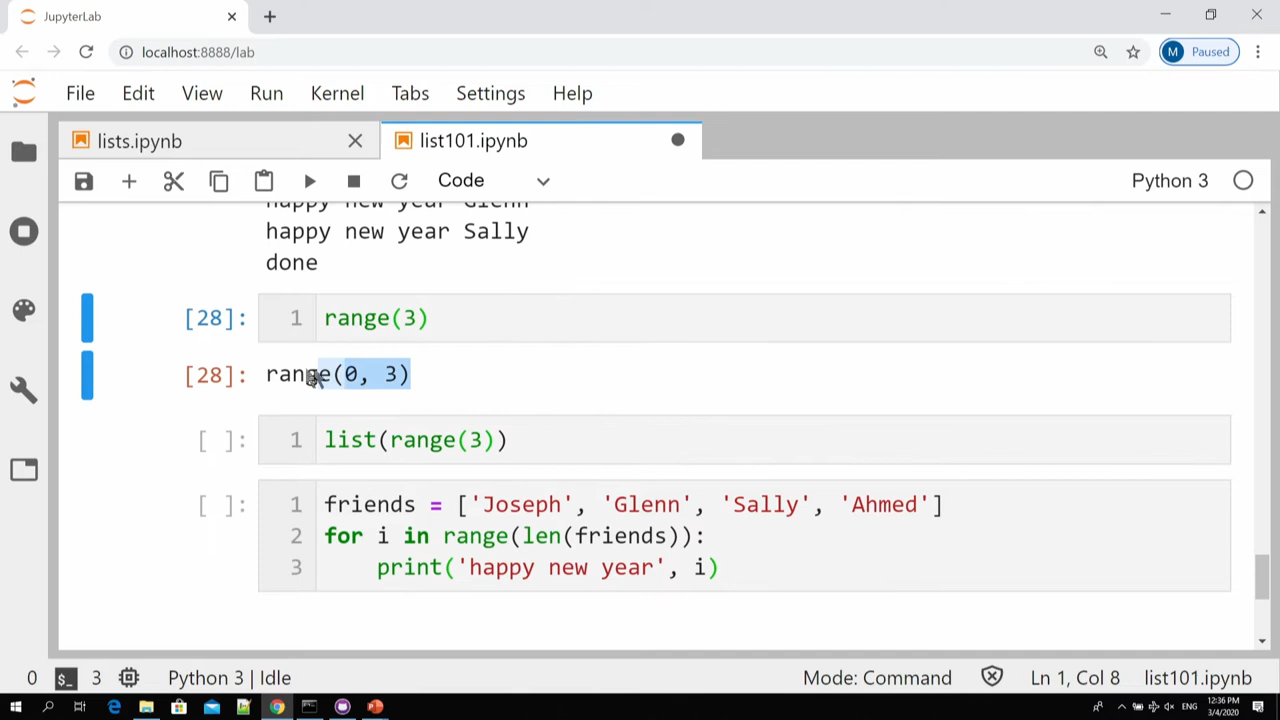 JupyterLab
localhost:8888/lab
M Paused
File Edit View Run Kernel Tabs Settings Help
lists.ipynb
list101.ipynb
Code
Python 3
happy new year Glenn
happy new year Sally
done
[28]: 1 range(3)
[28]: range(0, 3)
[ ]: 1 list(range(3))
[ ]: 1 friends = ['Joseph', 'Glenn', 'Sally', 'Ahmed']
2 for i in range(len(friends)):
3 print('happy new year', i)
0 $_ 3 Python 3 | Idle Mode: Command Ln 1, Col 8 list101.ipynb
ENG
12:36 PM
3/4/2020